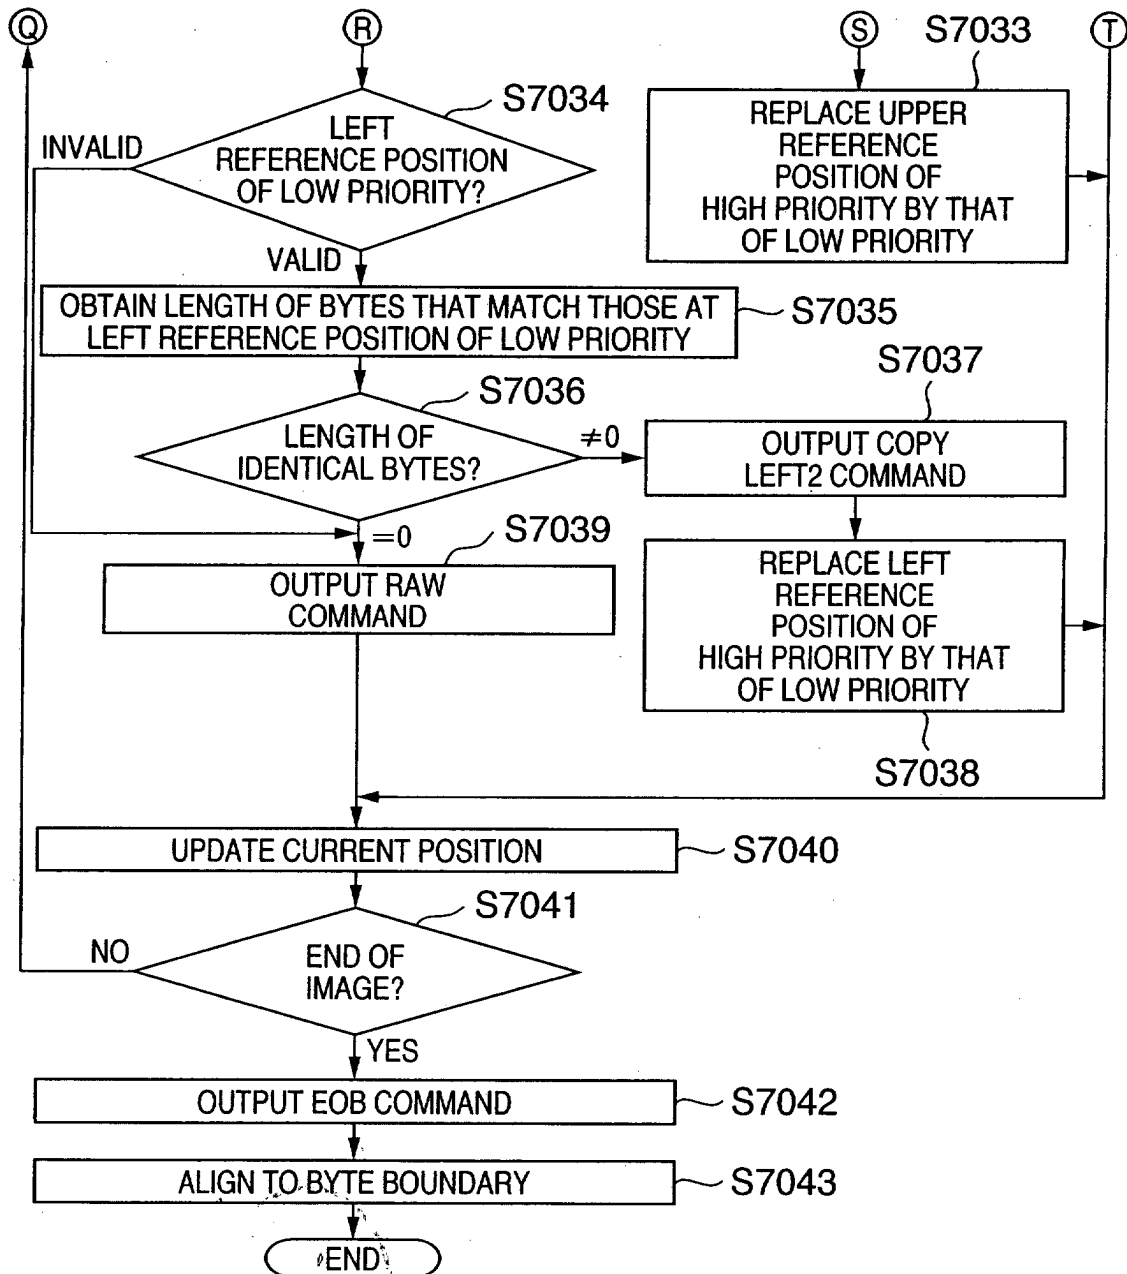 Q
R
S
T
S7033
S7034
LEFT
REFERENCE POSITION
OF LOW PRIORITY?
INVALID
VALID
REPLACE UPPER
REFERENCE
POSITION OF
HIGH PRIORITY BY THAT
OF LOW PRIORITY
OBTAIN LENGTH OF BYTES THAT MATCH THOSE AT
LEFT REFERENCE POSITION OF LOW PRIORITY
S7035
S7036
LENGTH OF
IDENTICAL BYTES?
≠0
=0
S7037
OUTPUT COPY
LEFT2 COMMAND
S7039
OUTPUT RAW
COMMAND
REPLACE LEFT
REFERENCE
POSITION OF
HIGH PRIORITY BY THAT
OF LOW PRIORITY
S7038
UPDATE CURRENT POSITION
S7040
S7041
END OF
IMAGE?
NO
YES
OUTPUT EOB COMMAND
S7042
ALIGN TO BYTE BOUNDARY
S7043
END